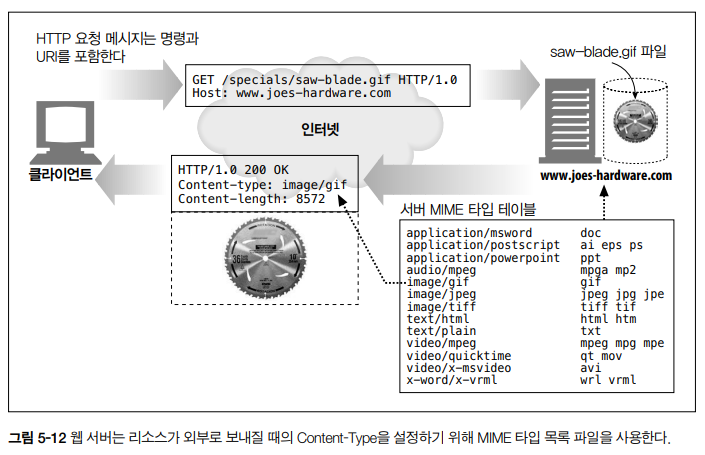 HTTP 요청 메시지는 명령과
URI를 포함한다
saw-blade.gif 파일
GET /specials/saw-blade.gif HTTP/1.0
Host: www.joes-hardware.com
인터넷
클라이언트
www.joes-hardware.com
HTTP/1.0 200 OK
Content-type: image/gif
Content-length: 8572
36
10
서버 MIME 타입 테이블
application/msword doc
application/postscript ai eps ps
application/powerpoint ppt
audio/mpeg mpga mp2
image/gif gif
image/jpeg jpeg jpg jpe
image/tiff tiff tif
text/html html htm
text/plain txt
video/mpeg mpeg mpg mpe
video/quicktime qt mov
video/x-msvideo avi
x-word/x-vrml wrl vrml
그림 5-12 웹 서버는 리소스가 외부로 보내질 때의 Content-Type을 설정하기 위해 MIME 타입 목록 파일을 사용한다.